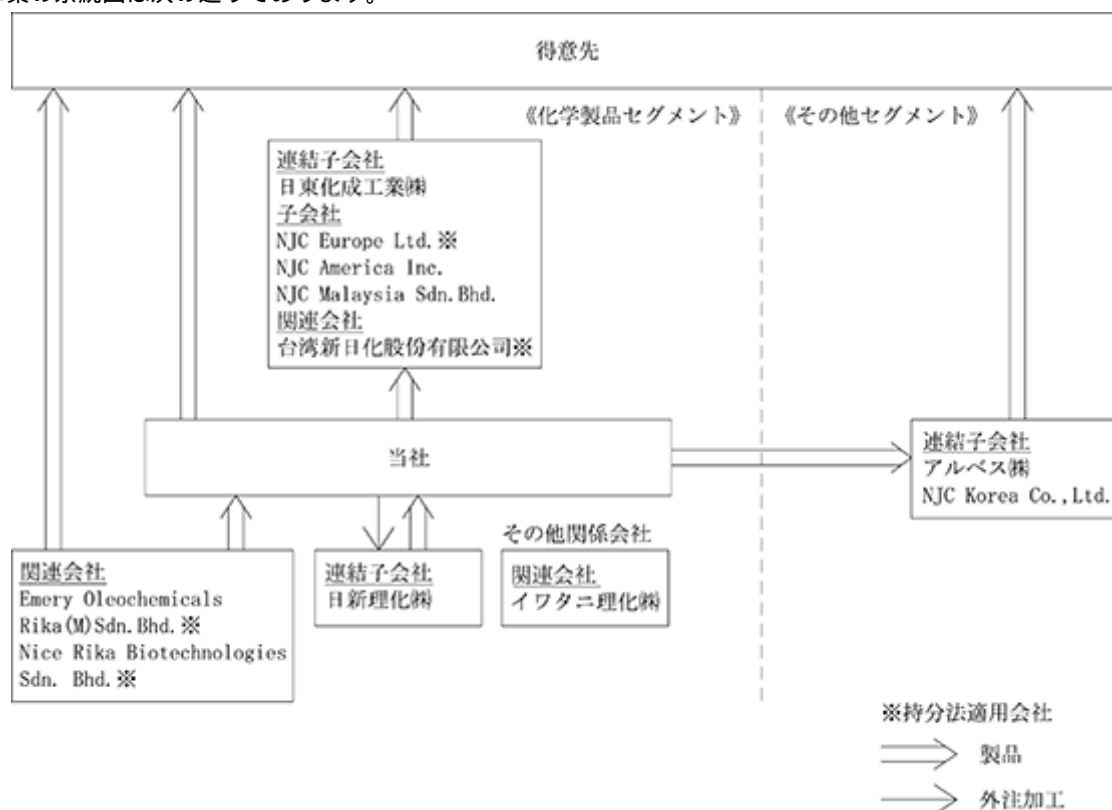 得意先
《化学製品セグメント》
《その他セグメント》
連結子会社
日東化成工業㈱
子会社
NJC Europe Ltd.※
NJC America Inc.
NJC Malaysia Sdn.Bhd.
関連会社
台湾新日化股份有限公司※
当社
連結子会社
アルベス㈱
NJC Korea Co.,Ltd.
関連会社
Emery Oleochemicals
Rika(M)Sdn.Bhd.※
Nice Rika Biotechnologies
Sdn. Bhd.※
連結子会社
日新理化㈱
その他関係会社
関連会社
イワタニ理化㈱
※持分法適用会社
製品
外注加工